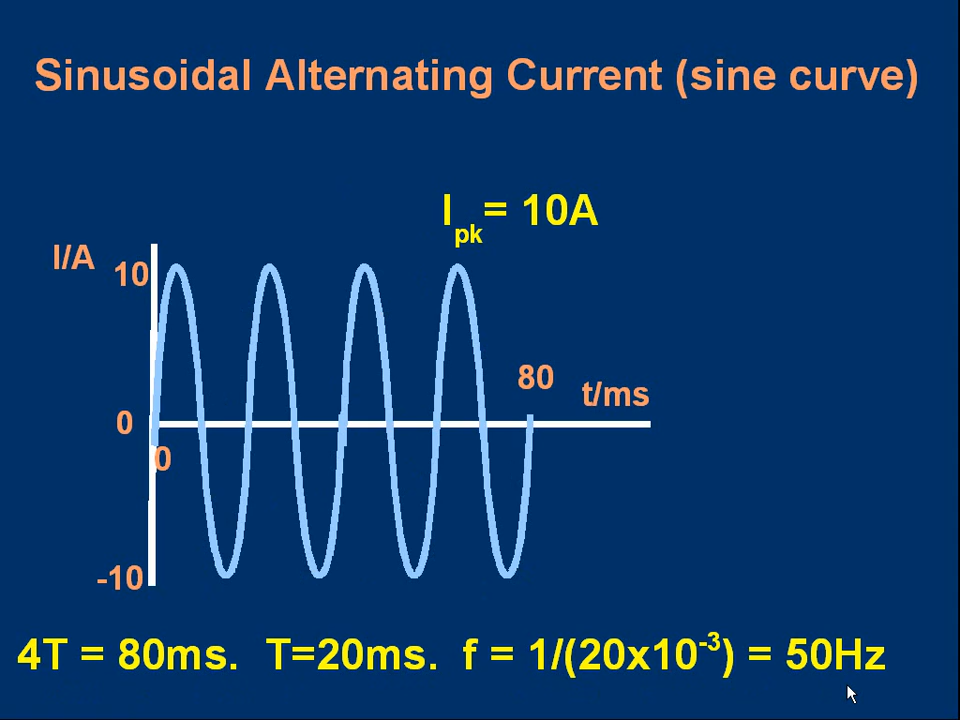 Sinusoidal Alternating Current (sine curve)
Ipk= 10A
I/A
10
80
t/ms
0
0
-10
4T = 80ms. T=20ms. f = 1/(20x10-3) = 50Hz